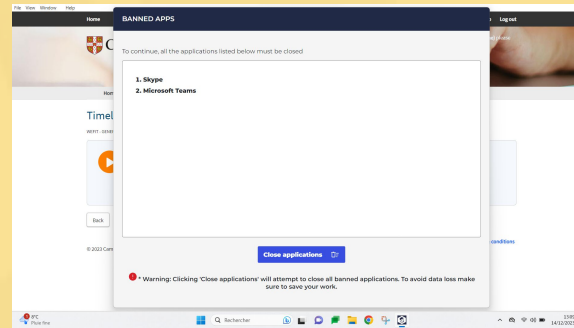 File View Window Help
Home
BANNED APPS
Log out
To continue, all the applications listed below must be closed
1. Skype
2. Microsoft Teams
Timel
Back
conditions
© 2023 Cam
Close applications
* Warning: Clicking 'Close applications' will attempt to close all banned applications. To avoid data loss make
sure to save your work.
8°C
Pluie fine
Rechercher
14/12/2023